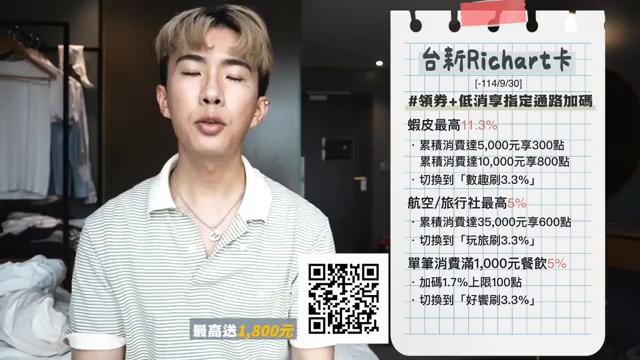 台新Richart卡
[-114/9/30]
#領券+低消享指定通路加碼
蝦皮最高11.3%
·累積消費達5,000元享300點
累積消費達10,000元享800點
·切換到「數趣刷3.3%」
航空/旅行社最高5%
·累積消費達35,000元享600點
·切換到「玩旅刷3.3%」
單筆消費滿1,000元餐飲5%
·加碼1.7%上限100點
·切換到「好饗刷3.3%」
最高送1,800元